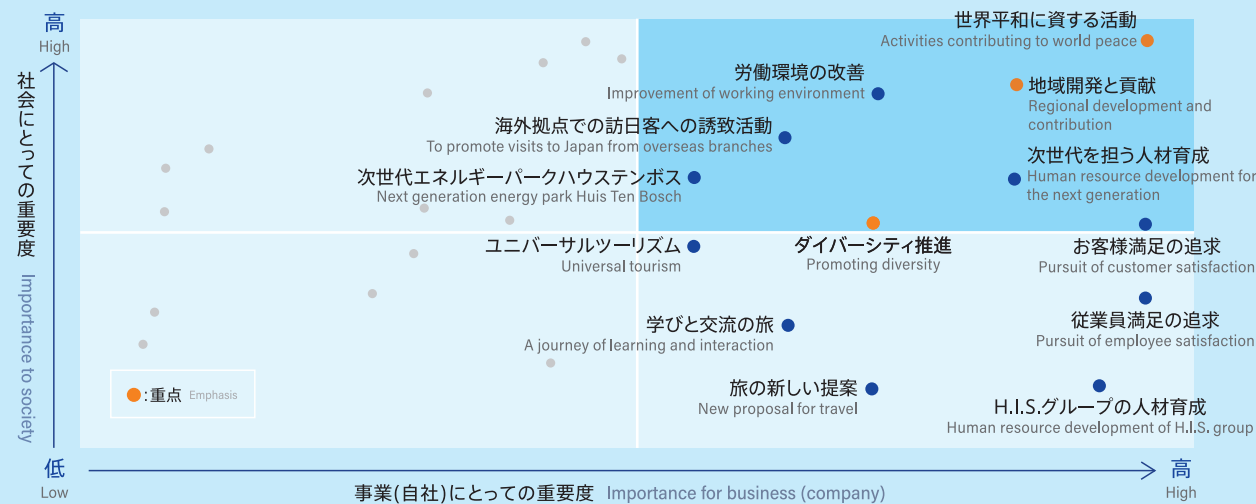 高
High
社会にとっての重要度 Importance to society
世界平和に資する活動
Activities contributing to world peace
労働環境の改善
Improvement of working environment
地域開発と貢献
Regional development and
contribution
海外拠点での訪日客への誘致活動
To promote visits to Japan from overseas branches
次世代を担う人材育成
Human resource development for
the next generation
次世代エネルギーパークハウステンボス
Next generation energy park Huis Ten Bosch
ユニバーサルツーリズム
Universal tourism
ダイバーシティ推進
Promoting diversity
お客様満足の追求
Pursuit of customer satisfaction
学びと交流の旅
A journey of learning and interaction
従業員満足の追求
Pursuit of employee satisfaction
旅の新しい提案
New proposal for travel
H.I.S.グループの人材育成
Human resource development of H.I.S. group
:重点 Emphasis
低
Low
事業(自社)にとっての重要度 Importance for business (company)
高
High